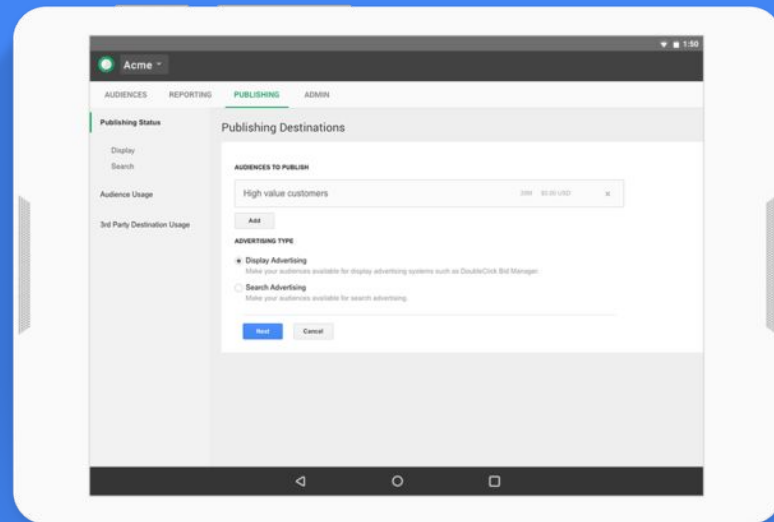 1:50
Acme
AUDIENCES REPORTING PUBLISHING ADMIN
Publishing Status
Display
Search
Audience Usage
3rd Party Destination Usage
Publishing Destinations
AUDIENCES TO PUBLISH
High value customers USD
Add
ADVERTISING TYPE
Display Advertising
Make your audiences available for display advertising systems such as DoubleClick Bid Manager.
Search Advertising
Make your audiences available for search advertising.
Next Cancel